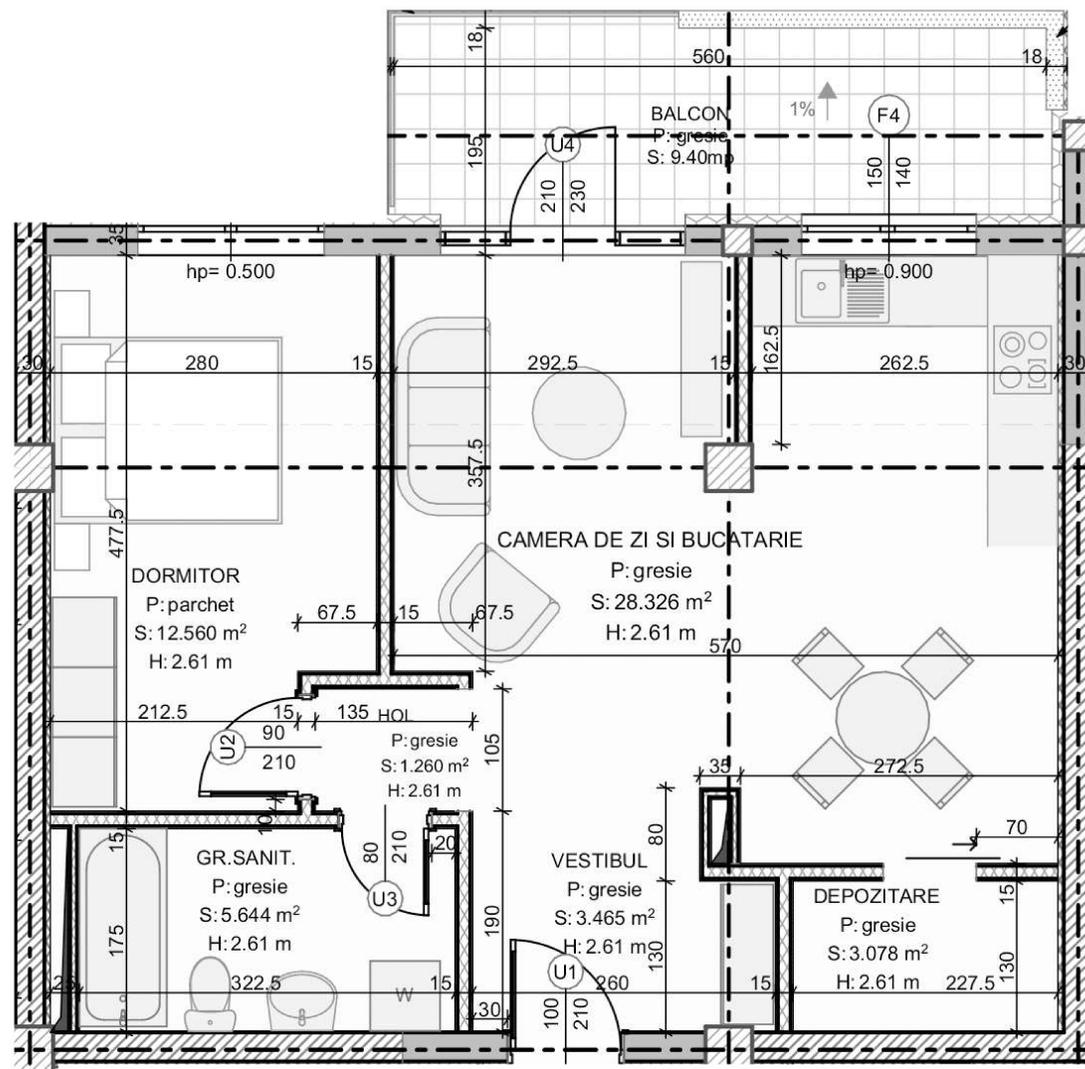 18
560
18
BALCON
P: gresie
S: 9.40mp
1%
F4
150
140
195
U4
210
230
35
hp= 0.500
hp= 0.900
30
280
15
292.5
15
162.5
262.5
30
477.5
357.5
CAMERA DE ZI SI BUCATARIE
P: gresie
S: 28.326 m²
H: 2.61 m
DORMITOR
P: parchet
S: 12.560 m²
H: 2.61 m
67.5
15
67.5
570
212.5
15
135
HOL
P: gresie
S: 1.260 m²
H: 2.61 m
U2
90
210
105
35
272.5
10
15
80
210
20
U3
GR.SANIT.
P: gresie
S: 5.644 m²
H: 2.61 m
175
190
80
70
VESTIBUL
P: gresie
S: 3.465 m²
H: 2.61 m
130
DEPOZITARE
P: gresie
S: 3.078 m²
H: 2.61 m
15
130
25
322.5
15
W
30
U1
100
210
260
15
227.5